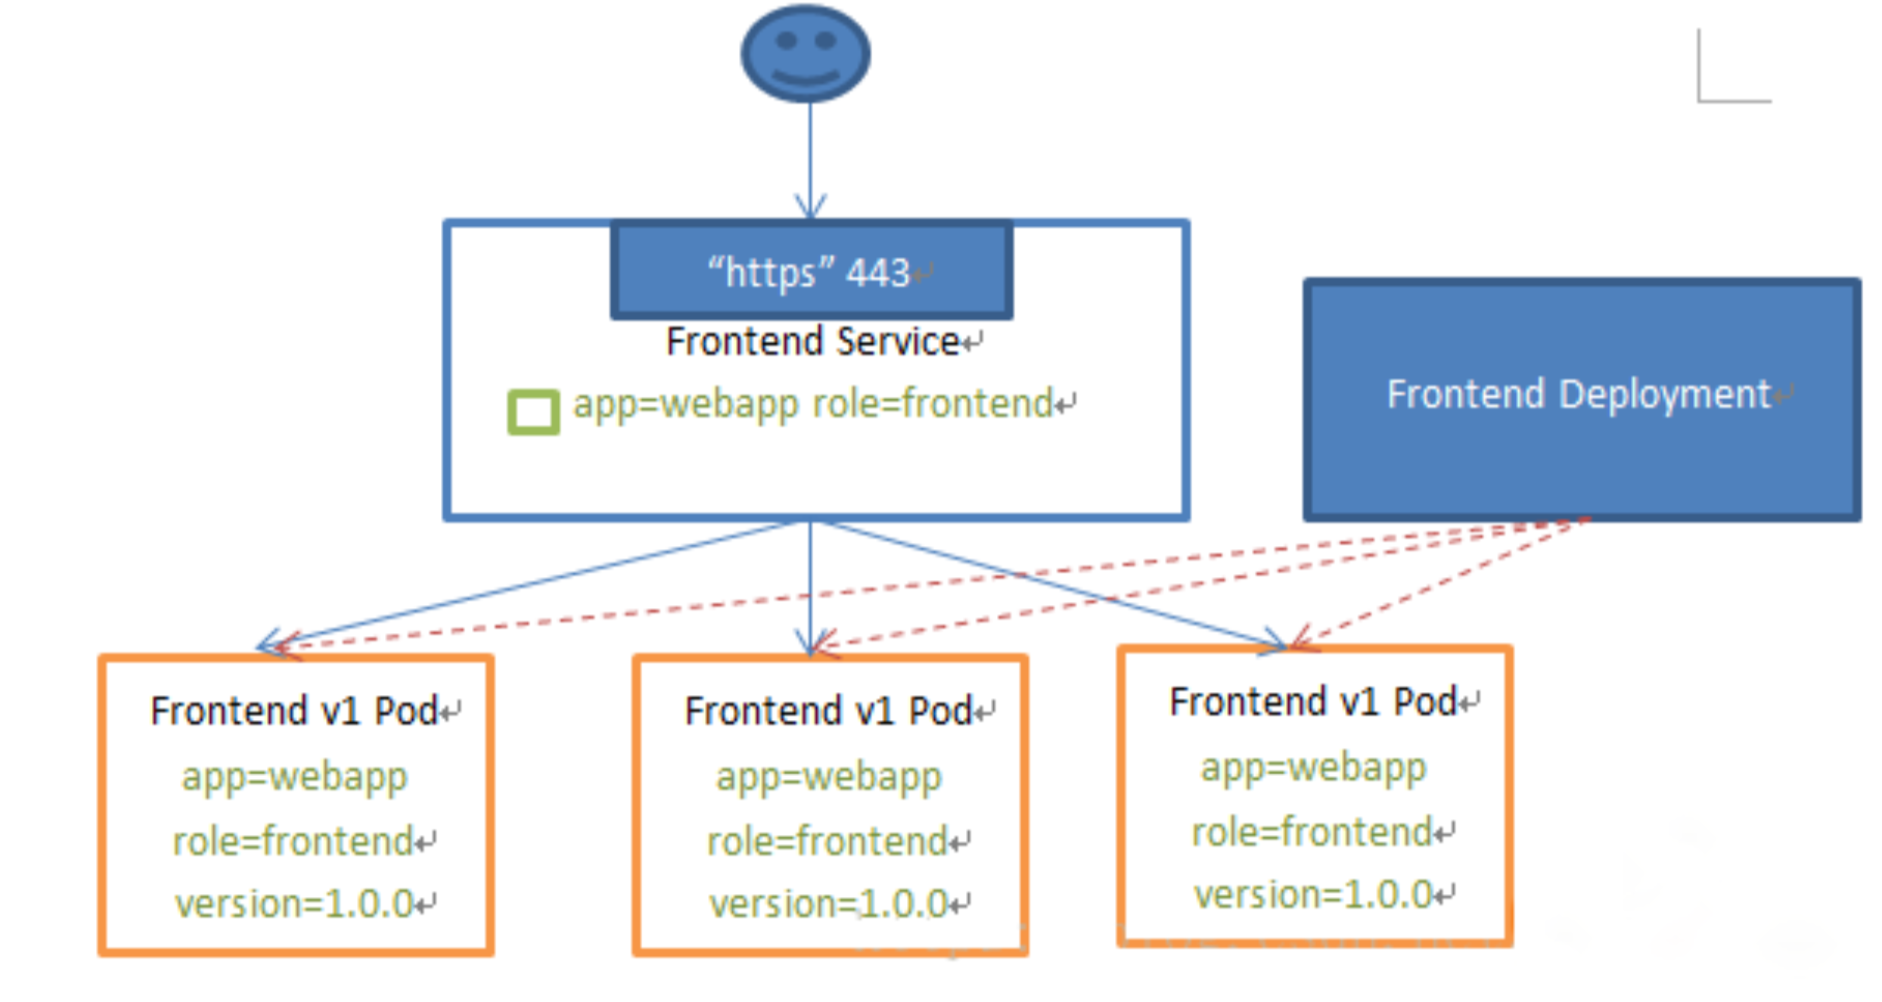 “https” 443
Frontend Service
app=webapp role=frontend
Frontend Deployment
Frontend v1 Pod
app=webapp
role=frontend
version=1.0.0
Frontend v1 Pod
app=webapp
role=frontend
version=1.0.0
Frontend v1 Pod
app=webapp
role=frontend
version=1.0.0